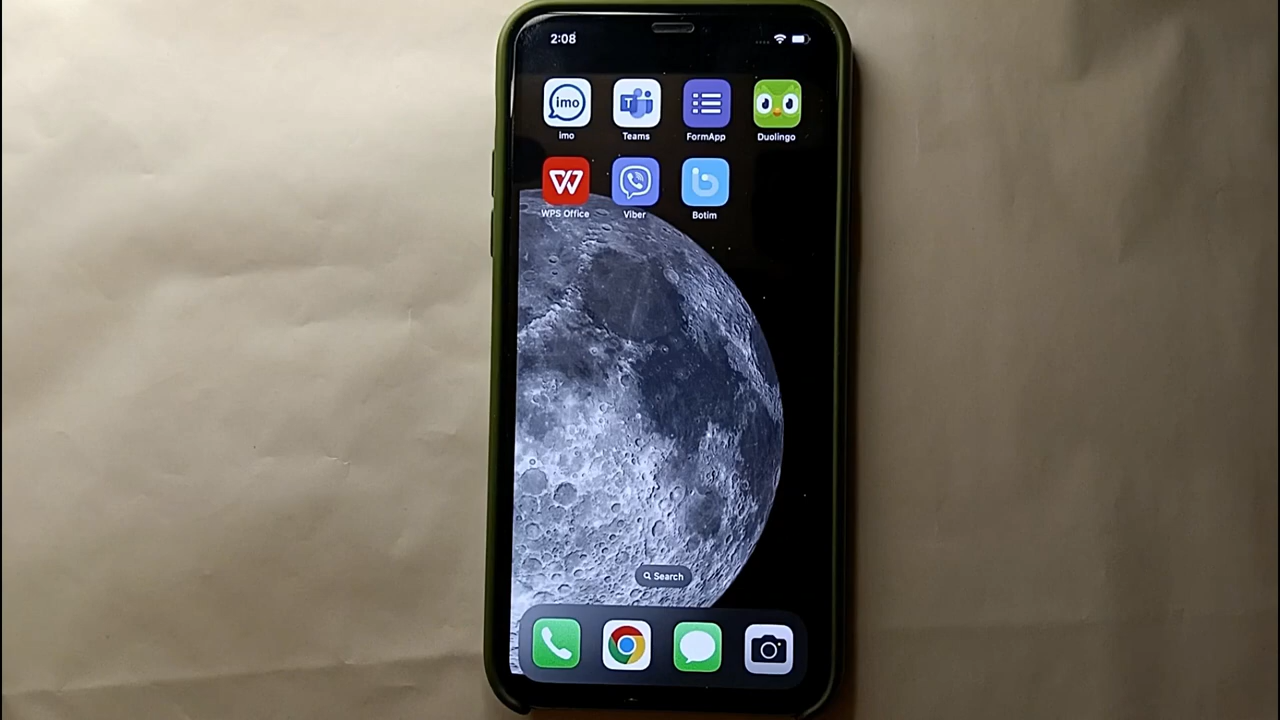 2:08
imo
imo
Teams
FormApp
Duolingo
T
WPS Office
Viber
Botim
Search